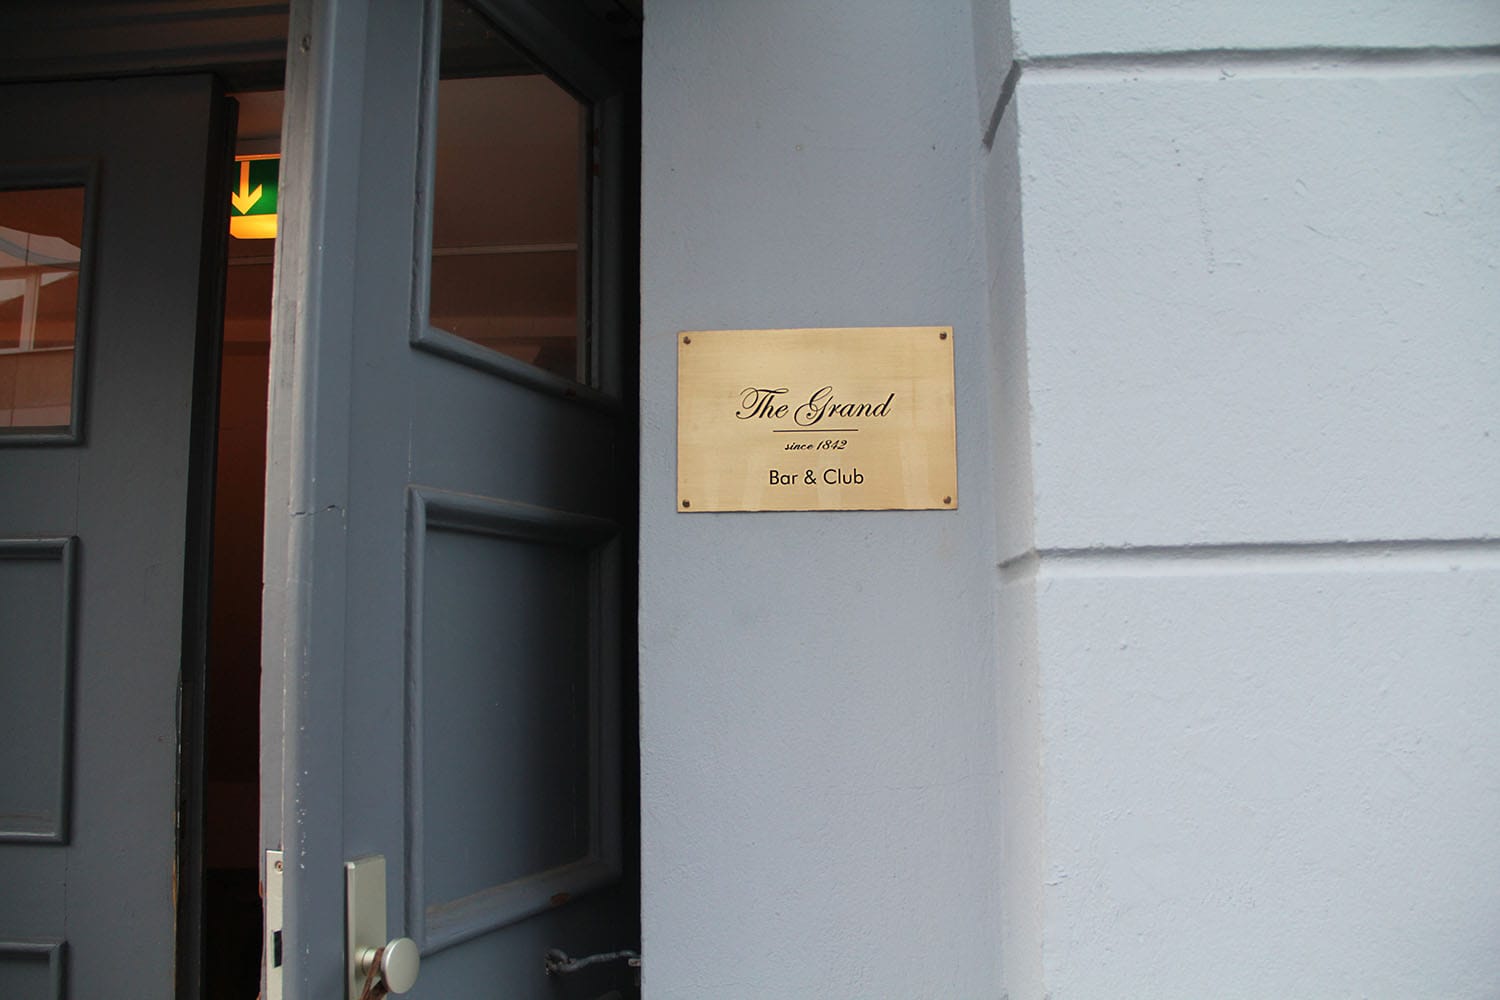 The Grand
since 1842
Bar & Club